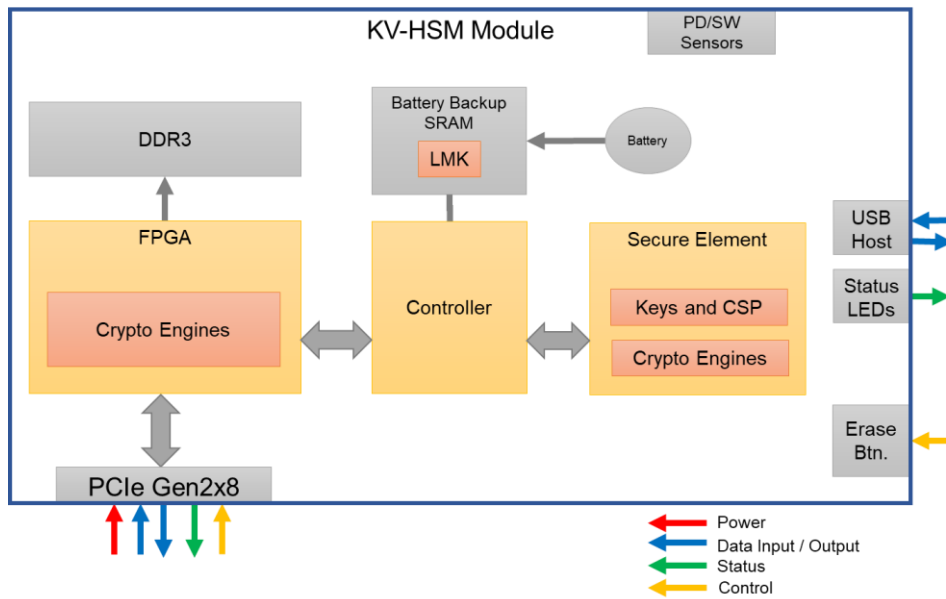 KV-HSM Module
PD/SW
Sensors
Battery Backup
SRAM
LMK
Battery
DDR3
FPGA
Crypto Engines
Controller
Secure Element
Keys and CSP
Crypto Engines
USB
Host
Status
LEDs
Erase
Btn.
PCIe Gen2x8
Power
Data Input / Output
Status
Control